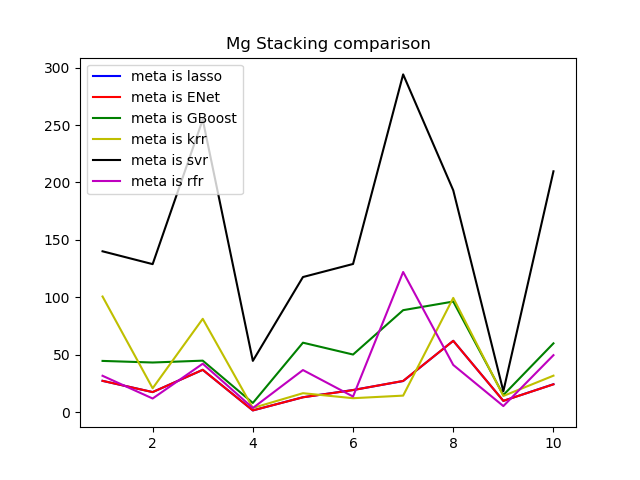 Mg Stacking comparison
300
250
200
150
100
50
0
meta is lasso
meta is ENet
meta is GBoost
meta is krr
meta is svr
meta is rfr
2 4 6 8 10